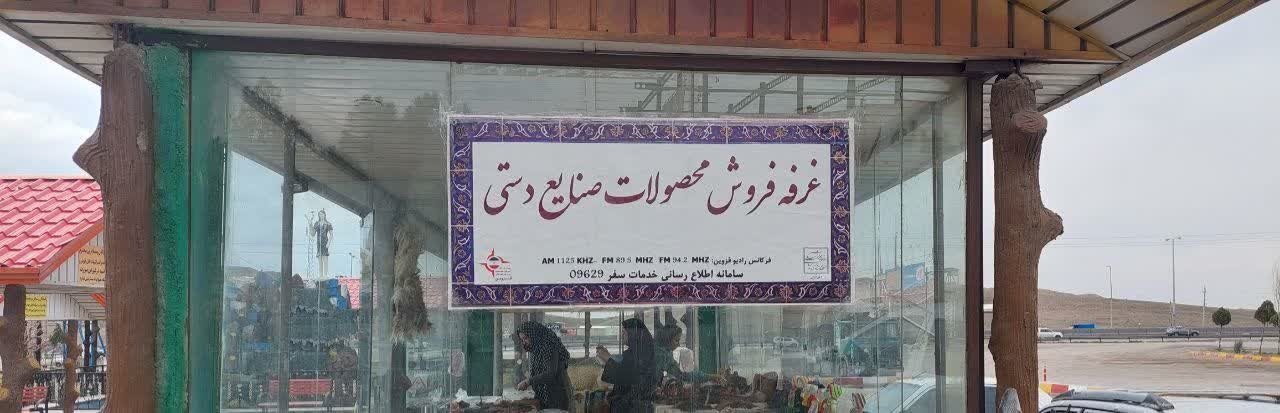 غرفه فروش محصولات صنایع دستی
فرکانس رادیو قزوین: AM 1125 KHZ_ FM 89.5 MHZ FM 94.2 MHZ
سامانه اطلاع رسانی خدمات سفر 09629